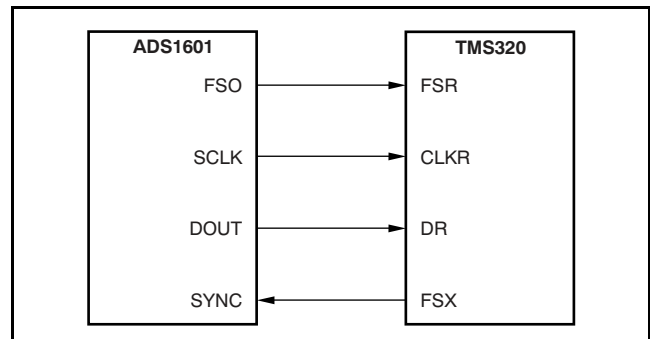 ADS1601 TMS320
FSO FSR
SCLK CLKR
DOUT DR
SYNC FSX